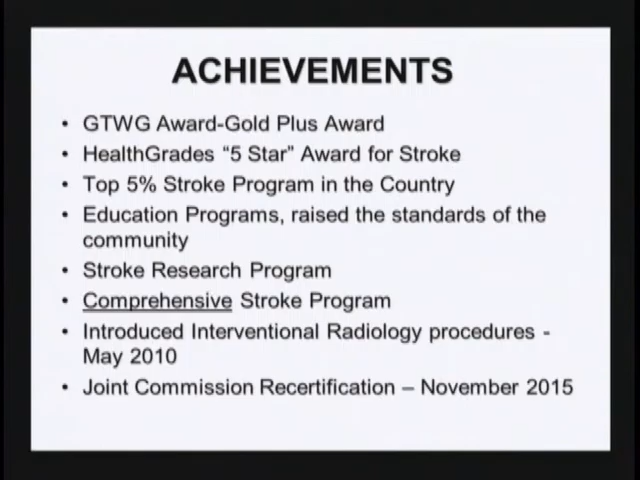 ACHIEVEMENTS
• GTWG Award-Gold Plus Award
• HealthGrades “5 Star” Award for Stroke
• Top 5% Stroke Program in the Country
• Education Programs, raised the standards of the
community
• Stroke Research Program
• Comprehensive Stroke Program
• Introduced Interventional Radiology procedures -
May 2010
• Joint Commission Recertification – November 2015